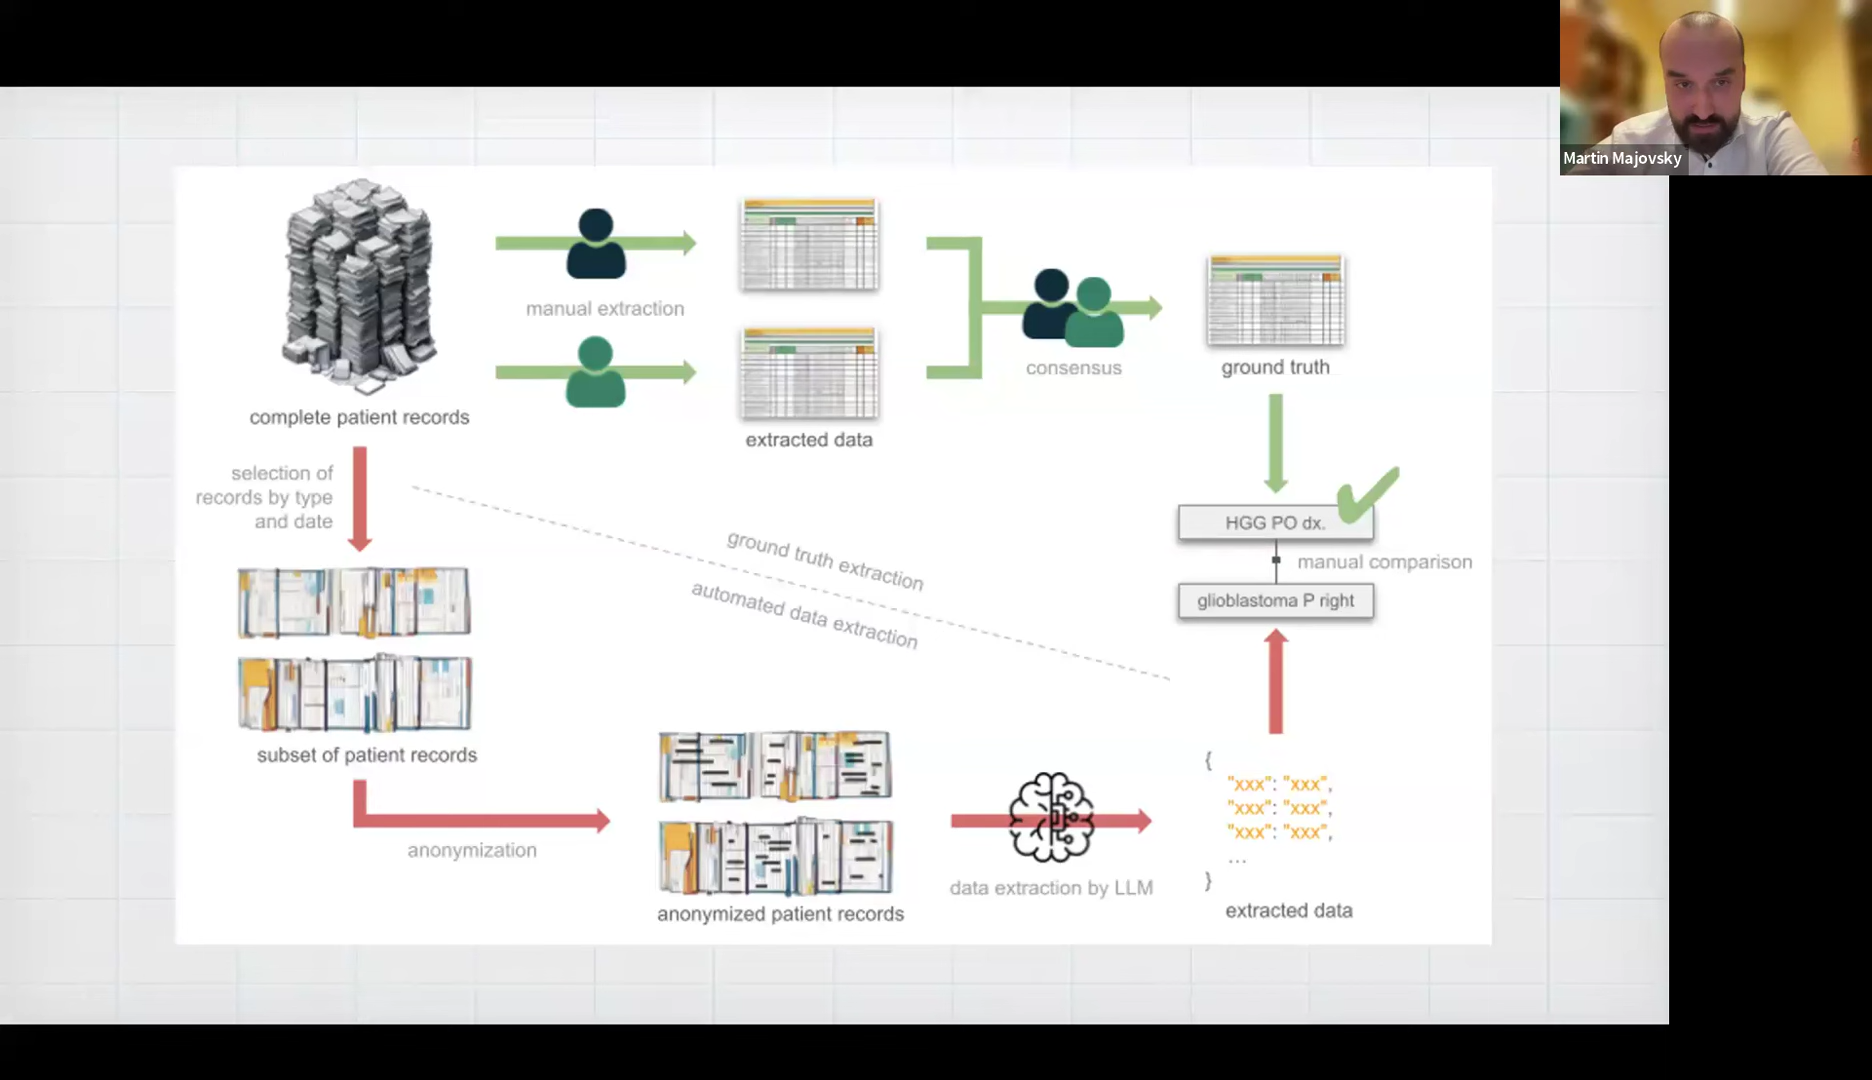 Martin Majovsky
manual extraction
complete patient records
extracted data
consensus
ground truth
selection of
records by type
and date
ground truth extraction
automated data extraction
HGG PO dx.
manual comparison
glioblastoma P right
subset of patient records
anonymization
anonymized patient records
data extraction by LLM
{
"xxx": "xxx",
"xxx": "xxx",
"xxx": "xxx",
...
}
extracted data